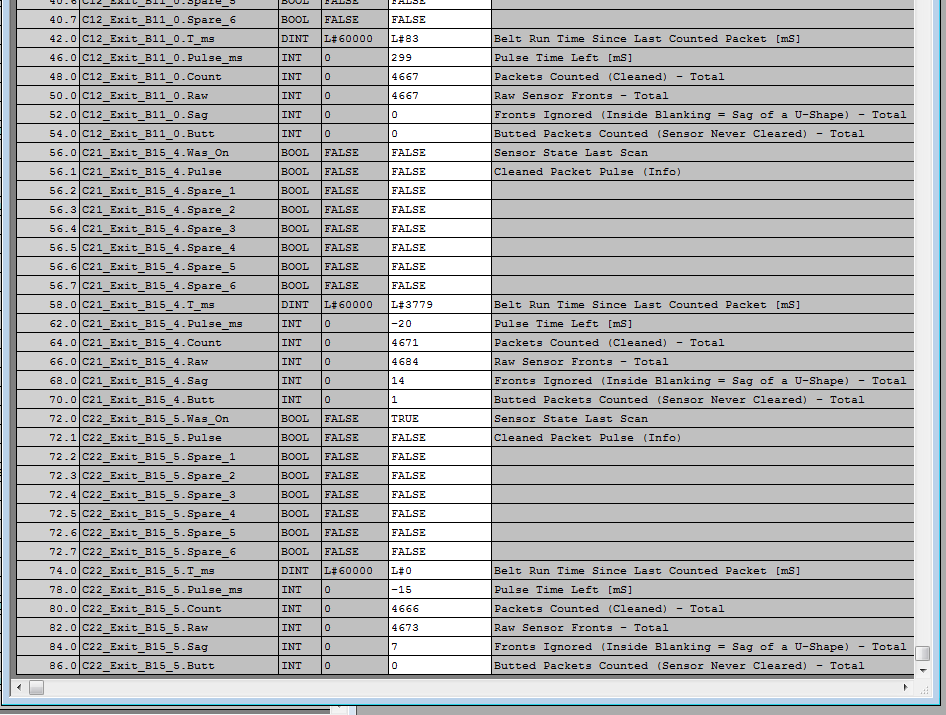 40.6 C12_Exit_B11_0.Spare_5 BOOL FALSE FALSE
40.7 C12_Exit_B11_0.Spare_6 BOOL FALSE FALSE
42.0 C12_Exit_B11_0.T_ms DINT L#60000 L#83 Belt Run Time Since Last Counted Packet [mS]
46.0 C12_Exit_B11_0.Pulse_ms INT 0 299 Pulse Time Left [mS]
48.0 C12_Exit_B11_0.Count INT 0 4667 Packets Counted (Cleaned) - Total
50.0 C12_Exit_B11_0.Raw INT 0 4667 Raw Sensor Fronts - Total
52.0 C12_Exit_B11_0.Sag INT 0 0 Fronts Ignored (Inside Blanking = Sag of a U-Shape) - Total
54.0 C12_Exit_B11_0.Butt INT 0 0 Butted Packets Counted (Sensor Never Cleared) - Total
56.0 C21_Exit_B15_4.Was_On BOOL FALSE FALSE Sensor State Last Scan
56.1 C21_Exit_B15_4.Pulse BOOL FALSE FALSE Cleaned Packet Pulse (Info)
56.2 C21_Exit_B15_4.Spare_1 BOOL FALSE FALSE
56.3 C21_Exit_B15_4.Spare_2 BOOL FALSE FALSE
56.4 C21_Exit_B15_4.Spare_3 BOOL FALSE FALSE
56.5 C21_Exit_B15_4.Spare_4 BOOL FALSE FALSE
56.6 C21_Exit_B15_4.Spare_5 BOOL FALSE FALSE
56.7 C21_Exit_B15_4.Spare_6 BOOL FALSE FALSE
58.0 C21_Exit_B15_4.T_ms DINT L#60000 L#3779 Belt Run Time Since Last Counted Packet [mS]
62.0 C21_Exit_B15_4.Pulse_ms INT 0 -20 Pulse Time Left [mS]
64.0 C21_Exit_B15_4.Count INT 0 4671 Packets Counted (Cleaned) - Total
66.0 C21_Exit_B15_4.Raw INT 0 4684 Raw Sensor Fronts - Total
68.0 C21_Exit_B15_4.Sag INT 0 14 Fronts Ignored (Inside Blanking = Sag of a U-Shape) - Total
70.0 C21_Exit_B15_4.Butt INT 0 1 Butted Packets Counted (Sensor Never Cleared) - Total
72.0 C22_Exit_B15_5.Was_On BOOL FALSE TRUE Sensor State Last Scan
72.1 C22_Exit_B15_5.Pulse BOOL FALSE FALSE Cleaned Packet Pulse (Info)
72.2 C22_Exit_B15_5.Spare_1 BOOL FALSE FALSE
72.3 C22_Exit_B15_5.Spare_2 BOOL FALSE FALSE
72.4 C22_Exit_B15_5.Spare_3 BOOL FALSE FALSE
72.5 C22_Exit_B15_5.Spare_4 BOOL FALSE FALSE
72.6 C22_Exit_B15_5.Spare_5 BOOL FALSE FALSE
72.7 C22_Exit_B15_5.Spare_6 BOOL FALSE FALSE
74.0 C22_Exit_B15_5.T_ms DINT L#60000 L#0 Belt Run Time Since Last Counted Packet [mS]
78.0 C22_Exit_B15_5.Pulse_ms INT 0 -15 Pulse Time Left [mS]
80.0 C22_Exit_B15_5.Count INT 0 4666 Packets Counted (Cleaned) - Total
82.0 C22_Exit_B15_5.Raw INT 0 4673 Raw Sensor Fronts - Total
84.0 C22_Exit_B15_5.Sag INT 0 7 Fronts Ignored (Inside Blanking = Sag of a U-Shape) - Total
86.0 C22_Exit_B15_5.Butt INT 0 0 Butted Packets Counted (Sensor Never Cleared) - Total